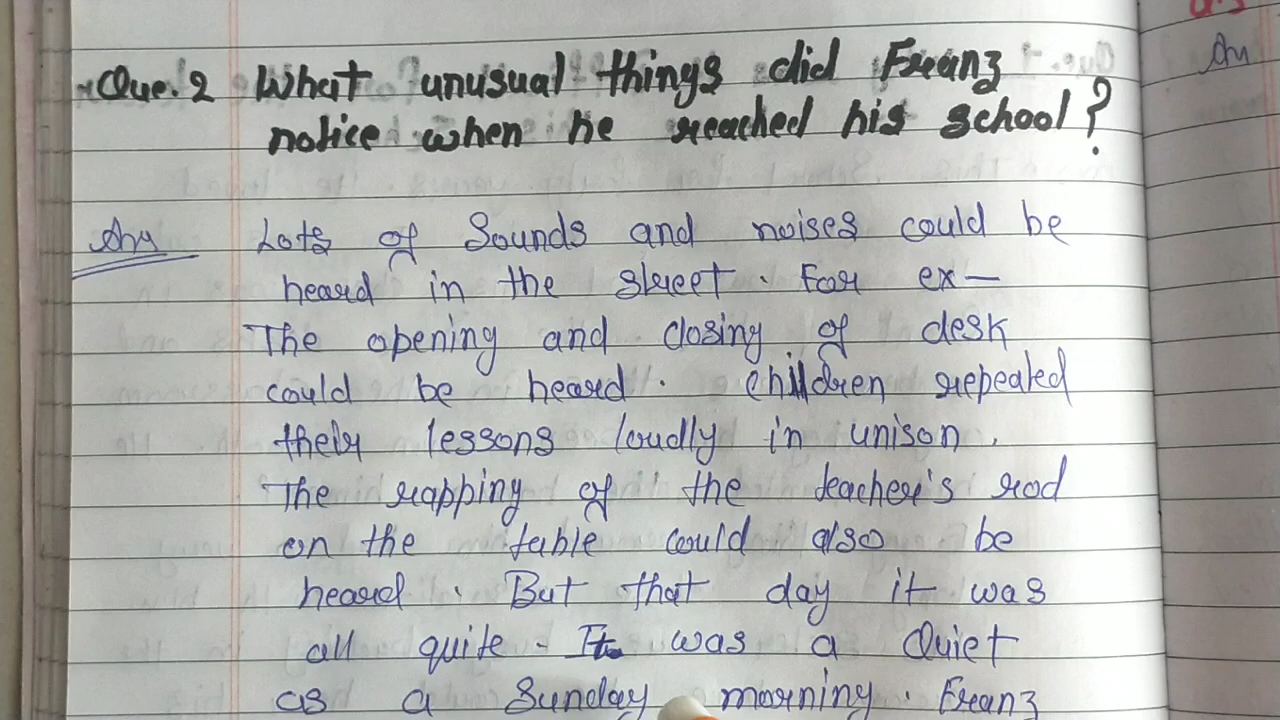 Que.2 What unusual things did Franz
notice when he reached his school?
Ans Lots of Sounds and noises could be
heard in the street. For ex—
The opening and closing of desk
could be heard. children repeated
their lessons loudly in unison.
The rapping of the teacher's rod
on the table could also be
heard. But that day it was
all quite. It was a Quiet
as a Sunday morning. Franz
Ans